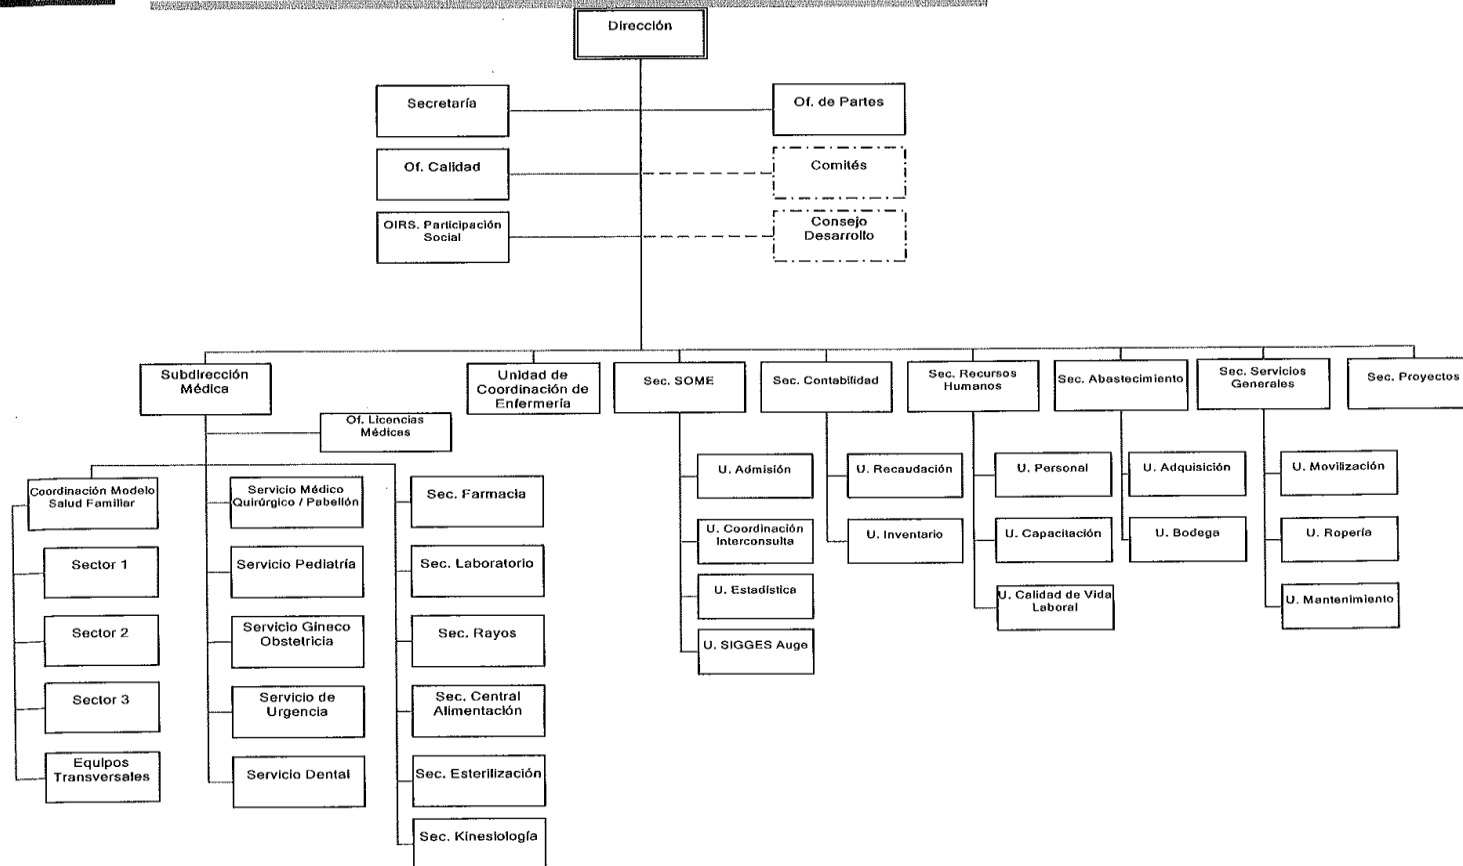 Dirección
Secretaría
Of. de Partes
Of. Calidad
Comités
OIRS. Participación
Social
Consejo
Desarrollo
Subdirección
Médica
Unidad de
Coordinación de
Enfermería
Sec. SOME
Sec. Contabilidad
Sec. Recursos
Humanos
Sec. Abastecimiento
Sec. Servicios
Generales
Sec. Proyectos
Of. Licencias
Médicas
Coordinación Modelo
Salud Familiar
Sector 1
Sector 2
Sector 3
Equipos
Transversales
Servicio Médico
Quirúrgico / Pabellón
Servicio Pediatría
Servicio Gineco
Obstetricia
Servicio de
Urgencia
Servicio Dental
Sec. Farmacia
Sec. Laboratorio
Sec. Rayos
Sec. Central
Alimentación
Sec. Esterilización
Sec. Kinesiología
U. Admisión
U. Coordinación
Interconsulta
U. Estadística
U. SIGGES Auge
U. Recaudación
U. Inventario
U. Personal
U. Capacitación
U. Calidad de Vida
Laboral
U. Adquisición
U. Bodega
U. Movilización
U. Ropería
U. Mantenimiento